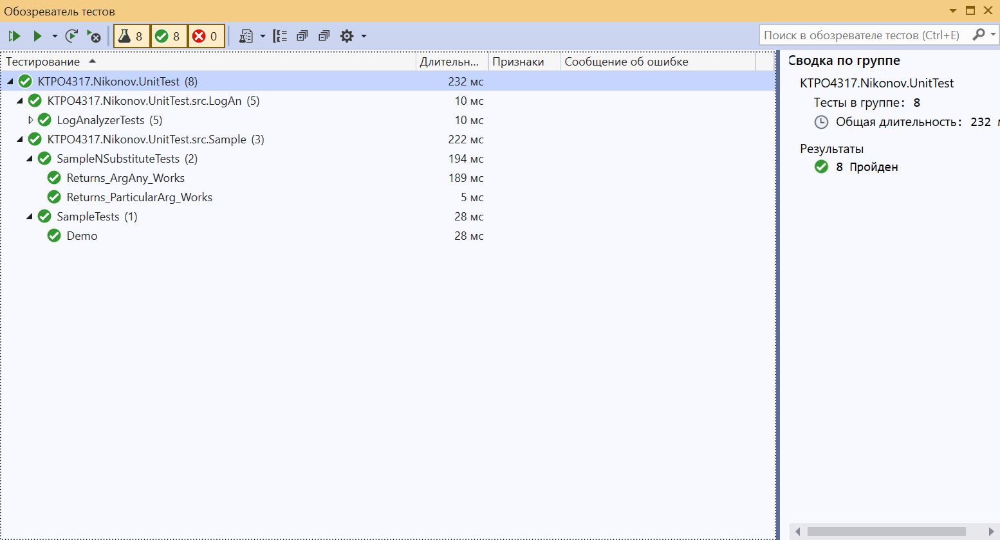 Обозреватель тестов
8 8 0
Поиск в обозревателе тестов (Ctrl+E)
Тестирование Длительн... Признаки Сообщение об ошибке
KTPO4317.Nikonov.UnitTest (8) 232 мс
KTPO4317.Nikonov.UnitTest.src.LogAn (5) 10 мс
LogAnalyzerTests (5) 10 мс
KTPO4317.Nikonov.UnitTest.src.Sample (3) 222 мс
SampleNSubstituteTests (2) 194 мс
Returns_ArgAny_Works 189 мс
Returns_ParticularArg_Works 5 мс
SampleTests (1) 28 мс
Demo 28 мс
Сводка по группе
KTPO4317.Nikonov.UnitTest
Тесты в группе: 8
Общая длительность: 232
Результаты
8 Пройден